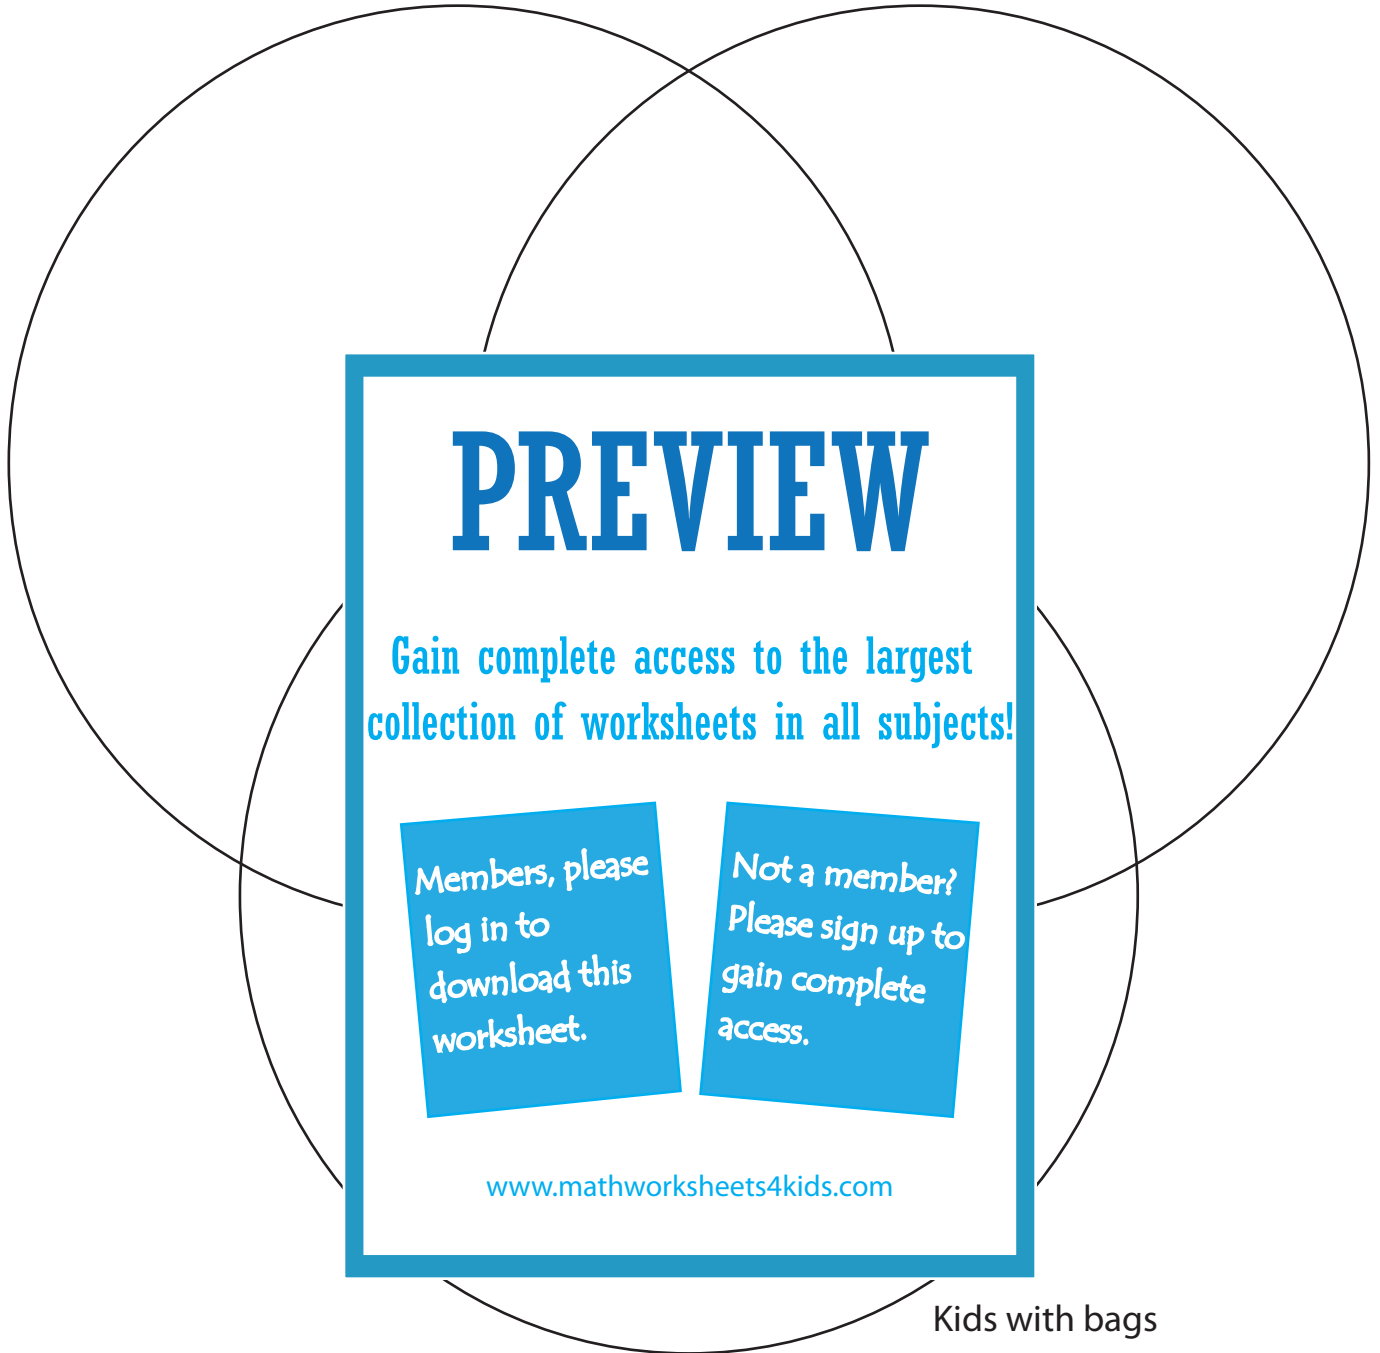 PREVIEW
Gain complete access to the largest
collection of worksheets in all subjects!
Members, please
log in to
download this
worksheet.
Not a member?
Please sign up to
gain complete
access.
www.mathworksheets4kids.com
Kids with bags